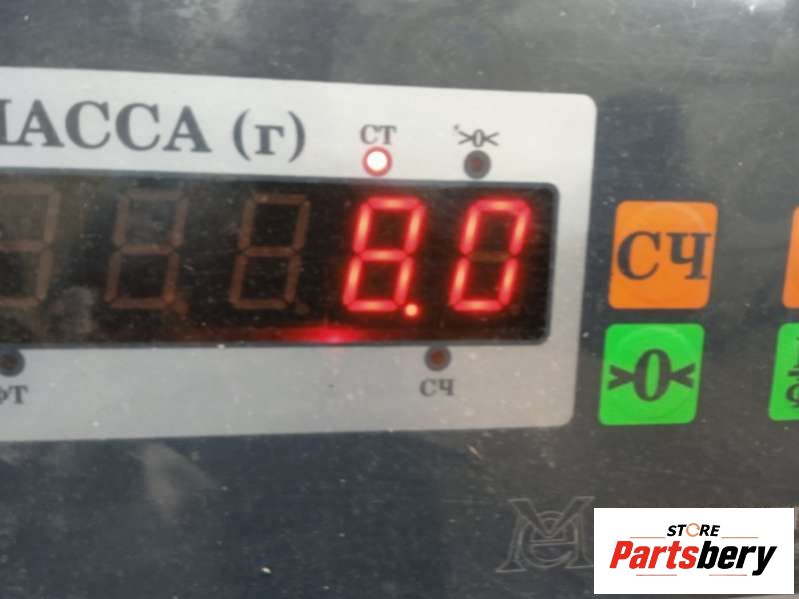 МАССА (г)
СТ
>0<
8.0
СЧ
>0<
СЧ
STORE
Partsbery